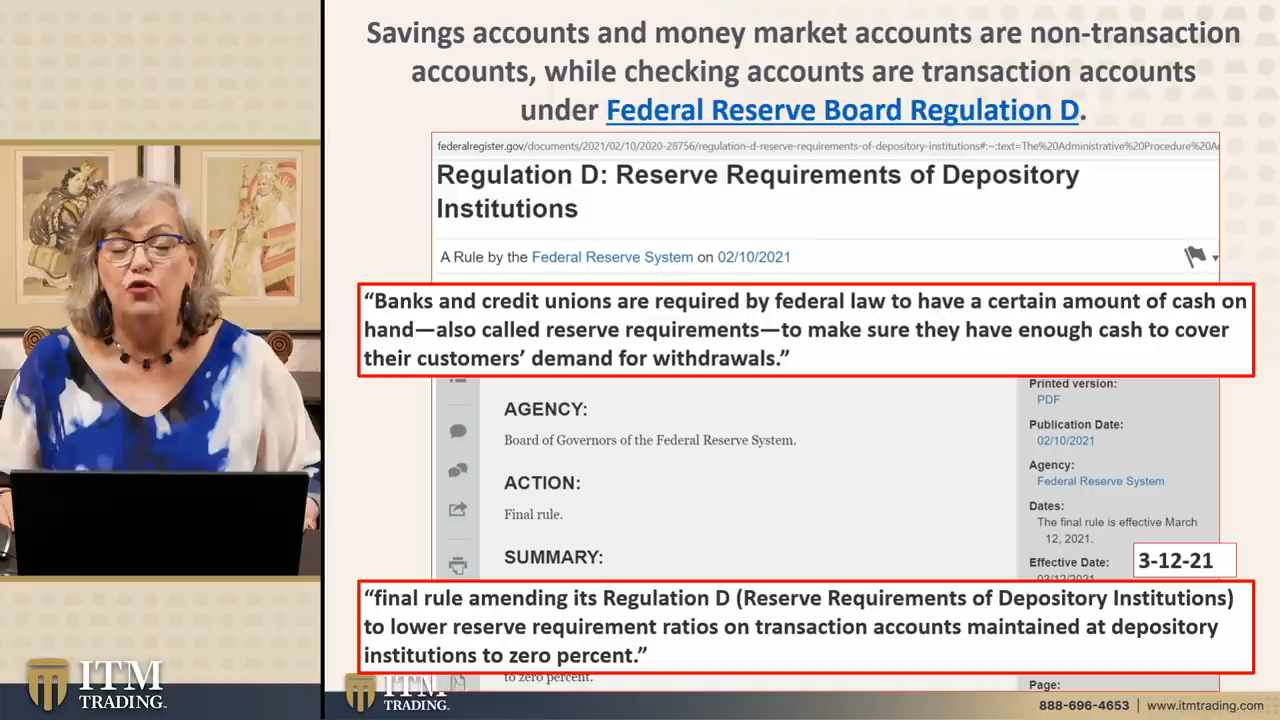 Savings accounts and money market accounts are non-transaction
accounts, while checking accounts are transaction accounts
under Federal Reserve Board Regulation D.
federalregister.gov/documents/2021/02/10/2020-28756/regulation-d-reserve-requirements-of-depository-institutions#:~:text=The%20Administrative%20Procedure%20A
Regulation D: Reserve Requirements of Depository
Institutions
A Rule by the Federal Reserve System on 02/10/2021
“Banks and credit unions are required by federal law to have a certain amount of cash on
hand—also called reserve requirements—to make sure they have enough cash to cover
their customers’ demand for withdrawals.”
AGENCY:
Board of Governors of the Federal Reserve System.
ACTION:
Final rule.
SUMMARY:
Printed version:
PDF
Publication Date:
02/10/2021
Agency:
Federal Reserve System
Dates:
The final rule is effective March
12, 2021.
Effective Date:
03/12/2021
3-12-21
“final rule amending its Regulation D (Reserve Requirements of Depository Institutions)
to lower reserve requirement ratios on transaction accounts maintained at depository
institutions to zero percent.”
to zero percent.
Page:
ITM
TRADING.
ITM
TRADING.
888-696-4653 | www.itmtrading.com